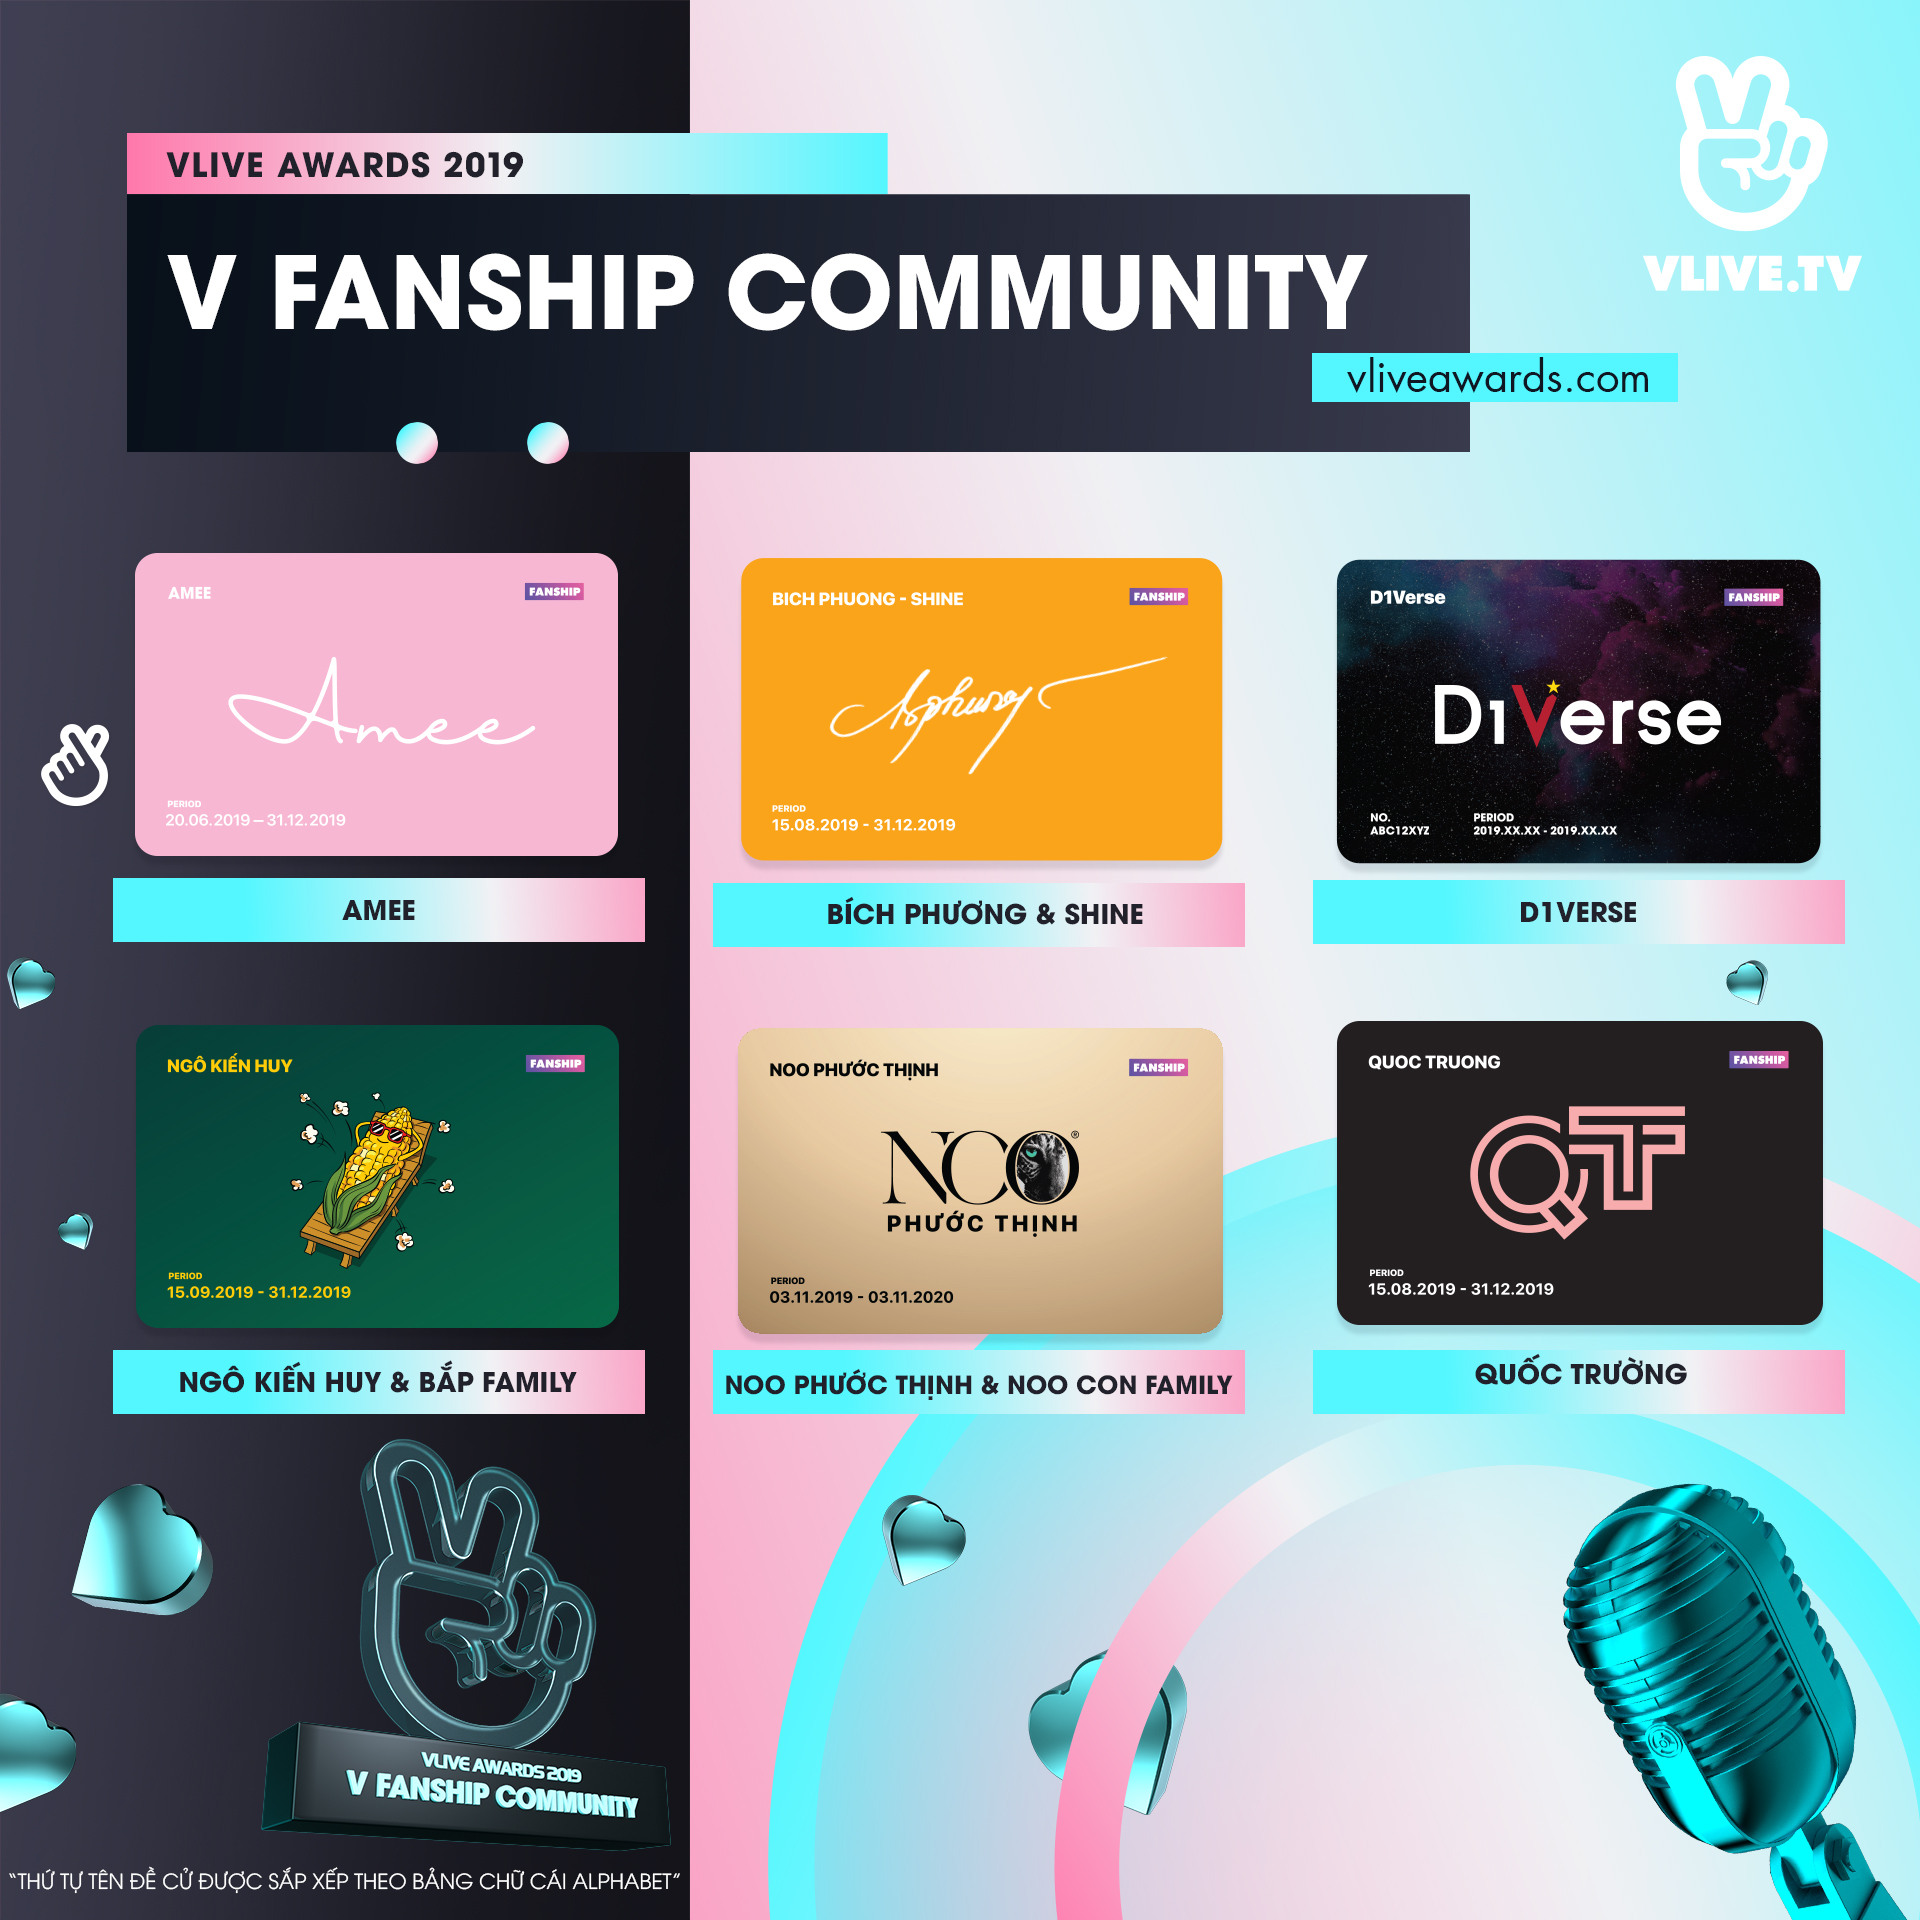 VLIVE AWARDS 2019
V FANSHIP COMMUNITY
VLIVE.TV
vliveawards.com
AMEE
FANSHIP
Amee
PERIOD
20.06.2019 – 31.12.2019
AMEE
BICH PHUONG - SHINE
FANSHIP
PERIOD
15.08.2019 - 31.12.2019
BÍCH PHƯƠNG & SHINE
D1Verse
FANSHIP
D1Verse
NO.
ABC12XYZ
PERIOD
2019.XX.XX - 2019.XX.XX
D1VERSE
NGÔ KIẾN HUY
FANSHIP
PERIOD
15.09.2019 - 31.12.2019
NGÔ KIẾN HUY & BẮP FAMILY
NOO PHƯỚC THỊNH
FANSHIP
NOO®
PHƯỚC THỊNH
PERIOD
03.11.2019 - 03.11.2020
NOO PHƯỚC THỊNH & NOO CON FAMILY
QUOC TRUONG
FANSHIP
QT
PERIOD
15.08.2019 - 31.12.2019
QUỐC TRƯỜNG
VLIVE AWARDS 2019
V FANSHIP COMMUNITY
“THỨ TỰ TÊN ĐỀ CỬ ĐƯỢC SẮP XẾP THEO BẢNG CHỮ CÁI ALPHABET”